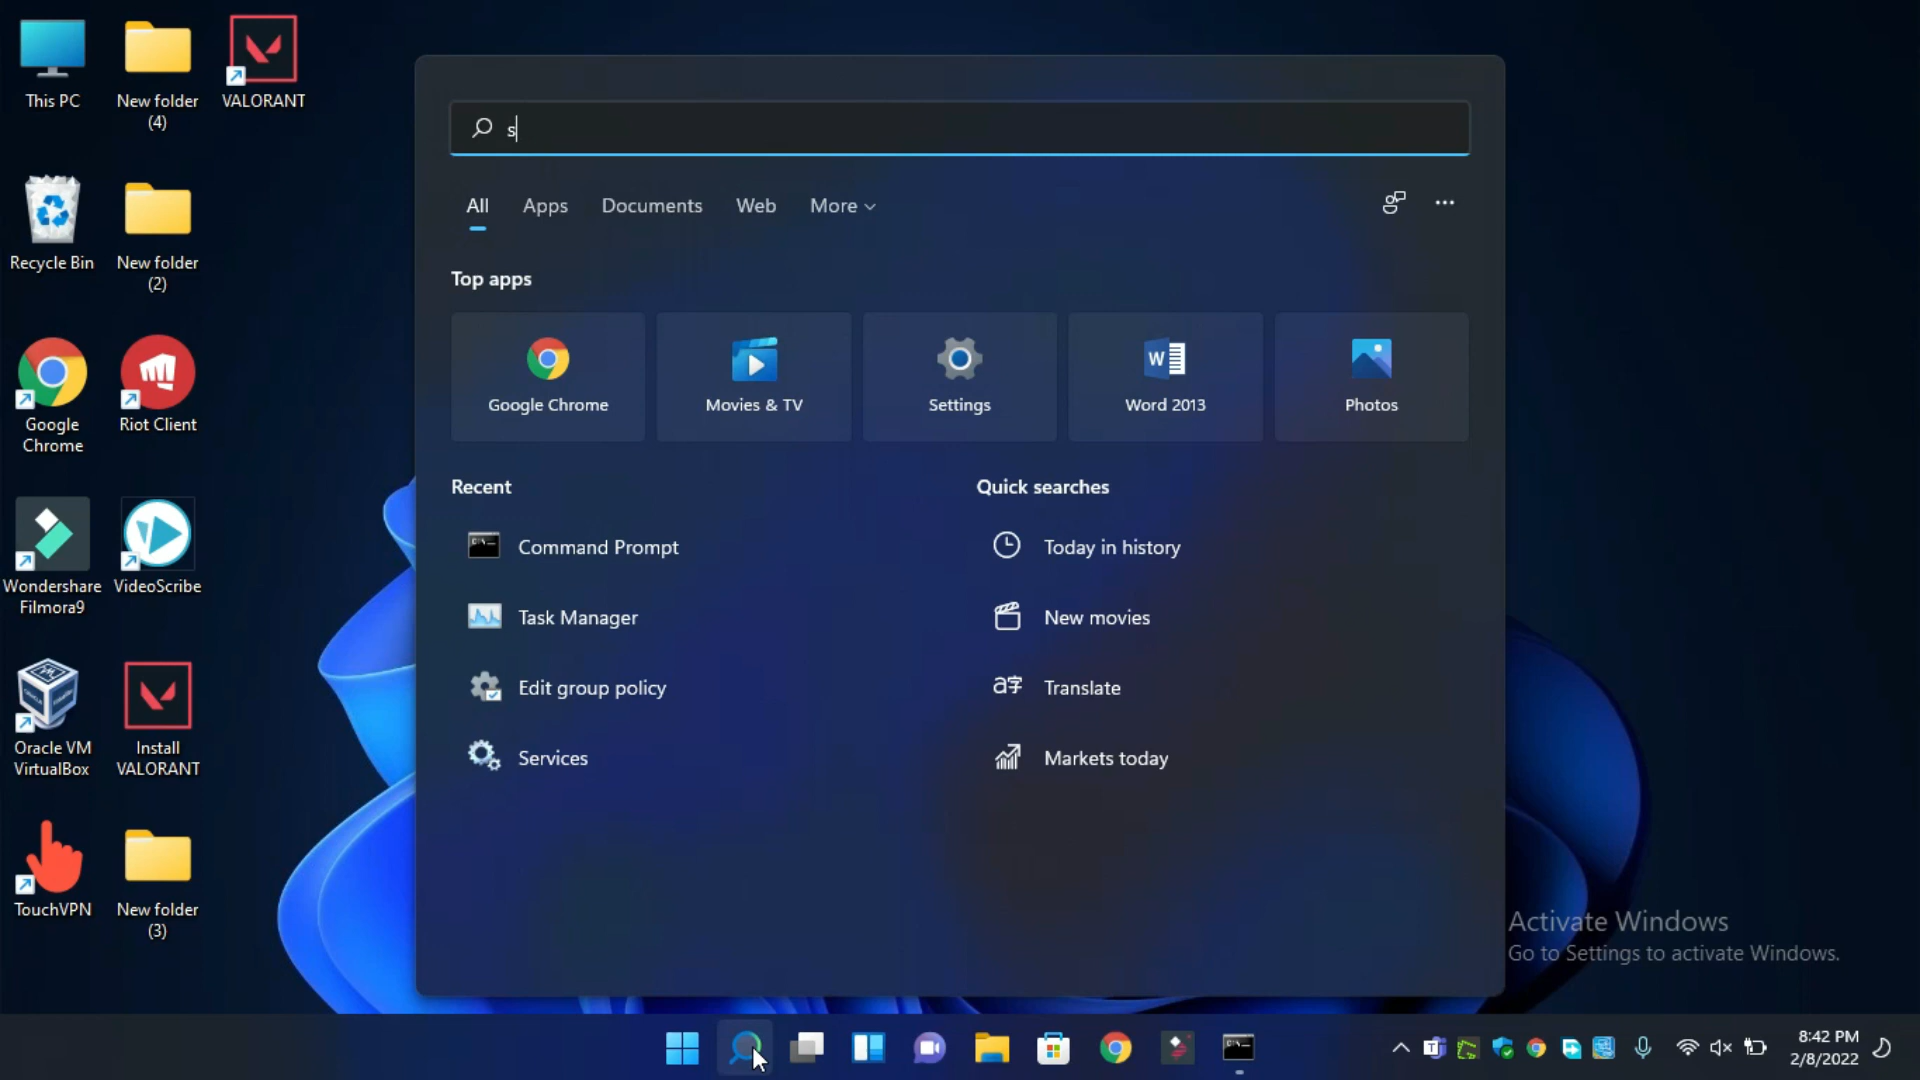 This PC
New folder
(4)
VALORANT
Recycle Bin
New folder
(2)
Google
Chrome
Riot Client
Wondershare
Filmora9
VideoScribe
Oracle VM
VirtualBox
Install
VALORANT
TouchVPN
New folder
(3)
s
All
Apps
Documents
Web
More
Top apps
Google Chrome
Movies & TV
Settings
Word 2013
Photos
Recent
Command Prompt
Task Manager
Edit group policy
Services
Quick searches
Today in history
New movies
Translate
Markets today
Activate Windows
Go to Settings to activate Windows.
8:42 PM
2/8/2022